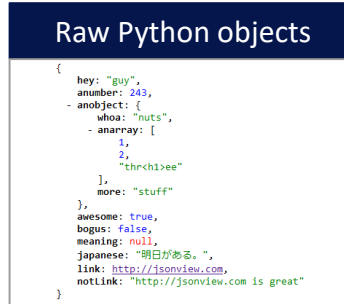 Raw Python objects
{
hey: "guy",
anumber: 243,
- anobject: {
whoa: "nuts",
- anarray: [
1,
2,
"thr<h1>ee"
],
more: "stuff"
},
awesome: true,
bogus: false,
meaning: null,
japanese: "明日がある。",
link: http://jsonview.com,
notLink: "http://jsonview.com is great"
}